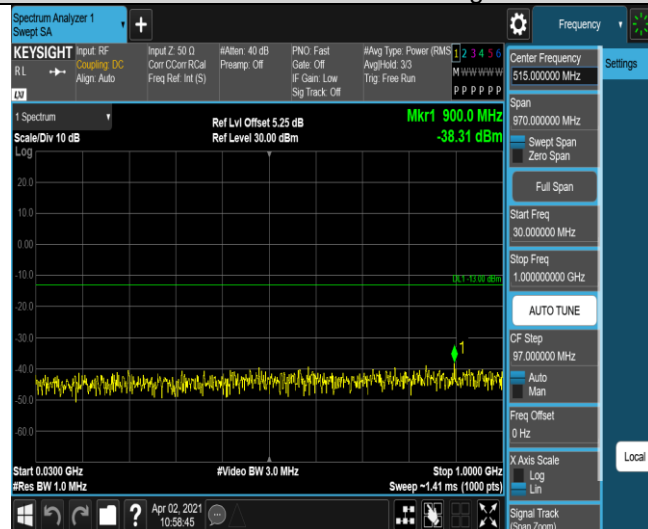 Spectrum Analyzer 1
Swept SA
+
Frequency
KEYSIGHT
RL
LXI
Input: RF
Coupling: DC
Align: Auto
Input Z: 50 Ω
Corr CCorr RCal
Freq Ref: Int (S)
#Atten: 40 dB
Preamp: Off
PNO: Fast
Gate: Off
IF Gain: Low
Sig Track: Off
#Avg Type: Power (RMS
Avg|Hold: 3/3
Trig: Free Run
1 2 3 4 5 6
M W W W W W
P P P P P P
1 Spectrum
Scale/Div 10 dB
Log
Ref Lvl Offset 5.25 dB
Ref Level 30.00 dBm
Mkr1 900.0 MHz
-38.31 dBm
20.0
10.0
0.00
-10.0
DL1 -13.00 dBm
-20.0
-30.0
1
-40.0
-50.0
-60.0
Start 0.0300 GHz
#Res BW 1.0 MHz
#Video BW 3.0 MHz
Stop 1.0000 GHz
Sweep ~1.41 ms (1000 pts)
?
Apr 02, 2021
10:58:45
Center Frequency
515.000000 MHz
Span
970.000000 MHz
Swept Span
Zero Span
Full Span
Start Freq
30.000000 MHz
Stop Freq
1.000000000 GHz
AUTO TUNE
CF Step
97.000000 MHz
Auto
Man
Freq Offset
0 Hz
X Axis Scale
Log
Lin
Signal Track
(Span Zoom)
Settings
Local